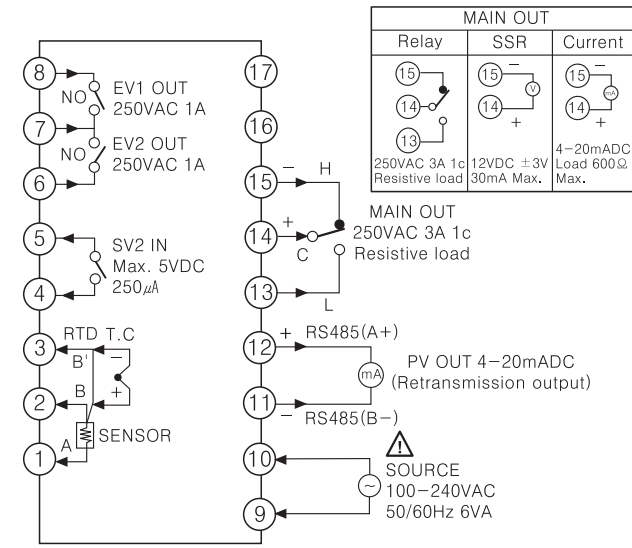 MAIN OUT
Relay SSR Current
15 15 − 15 −
14 V mA
13 14 + 14 +
250VAC 3A 1c
Resistive load
12VDC ±3V
30mA Max.
4−20mADC
Load 600Ω
Max.
8
NO
EV1 OUT
250VAC 1A
7
NO
EV2 OUT
250VAC 1A
6
5
SV2 IN
Max. 5VDC
250μA
4
RTD T.C
3
B' −
B +
2
A SENSOR
1
17
16
15 − H
MAIN OUT
14 + C
250VAC 3A 1c
Resistive load
13 L
12 + RS485(A+)
mA
PV OUT 4−20mADC
(Retransmission output)
11 − RS485(B−)
10
SOURCE
100−240VAC
50/60Hz 6VA
9